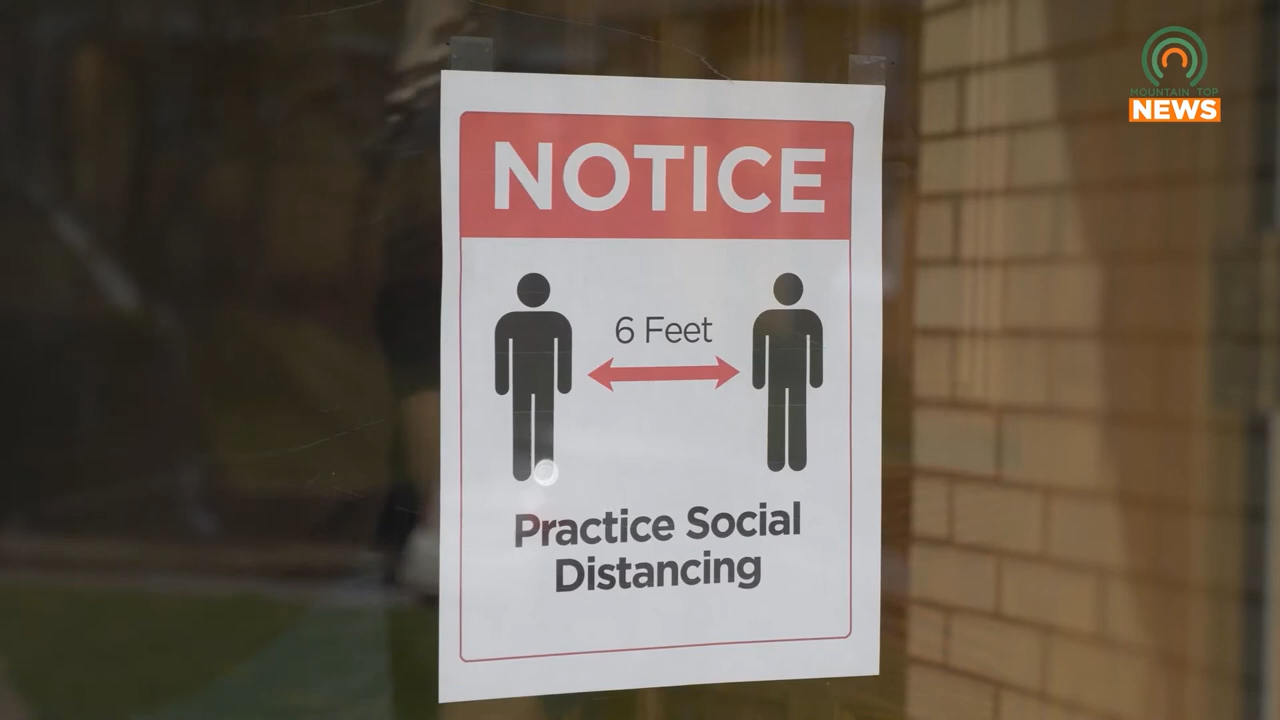 MOUNTAIN TOP
NEWS
NOTICE
6 Feet
Practice Social
Distancing